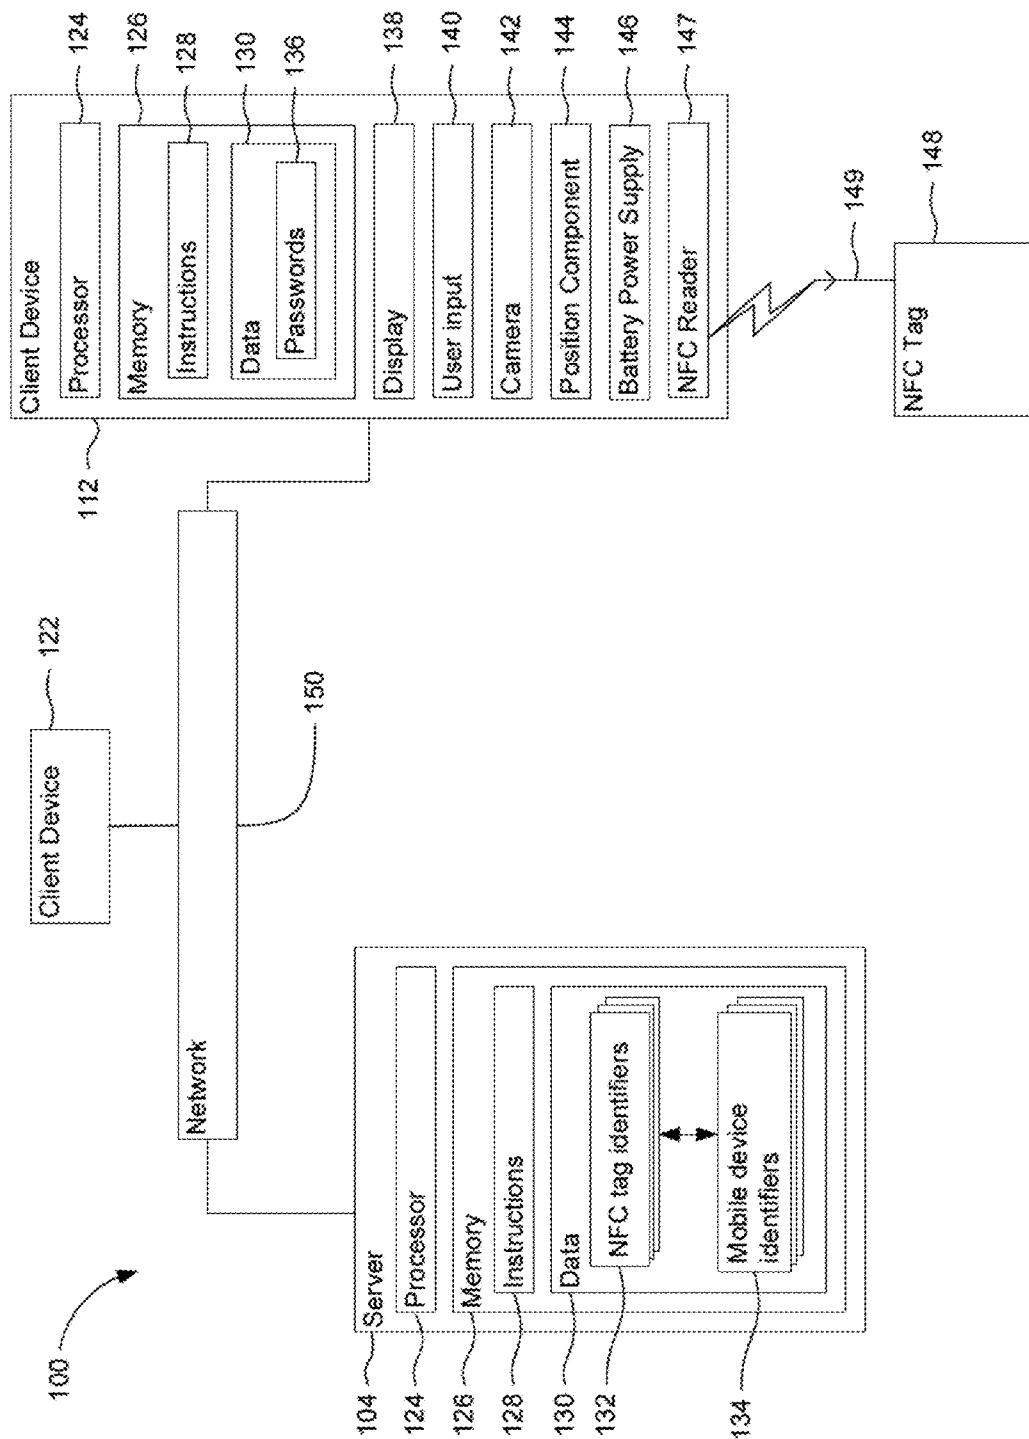 100
Server
104
Processor
124
Memory
126
Instructions
128
Data
130
NFC tag identifiers
132
Mobile device
identifiers
134
Network
150
Client Device
122
Client Device
112
Processor
124
Memory
126
Instructions
128
Data
130
Passwords
136
Display
138
User input
140
Camera
142
Position Component
144
Battery Power Supply
146
NFC Reader
147
149
NFC Tag
148